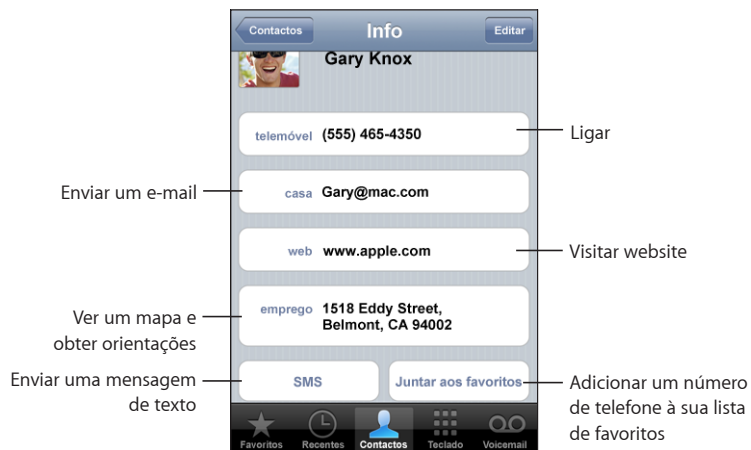 Contactos
Info
Editar
Gary Knox
telemóvel (555) 465-4350
Ligar
Enviar um e-mail
casa Gary@mac.com
web www.apple.com
Visitar website
emprego 1518 Eddy Street,
Belmont, CA 94002
Ver um mapa e
obter orientações
Enviar uma mensagem
de texto
SMS
Juntar aos favoritos
Adicionar um número
de telefone à sua lista
de favoritos
Favoritos
Recentes
Contactos
Teclado
Voicemail